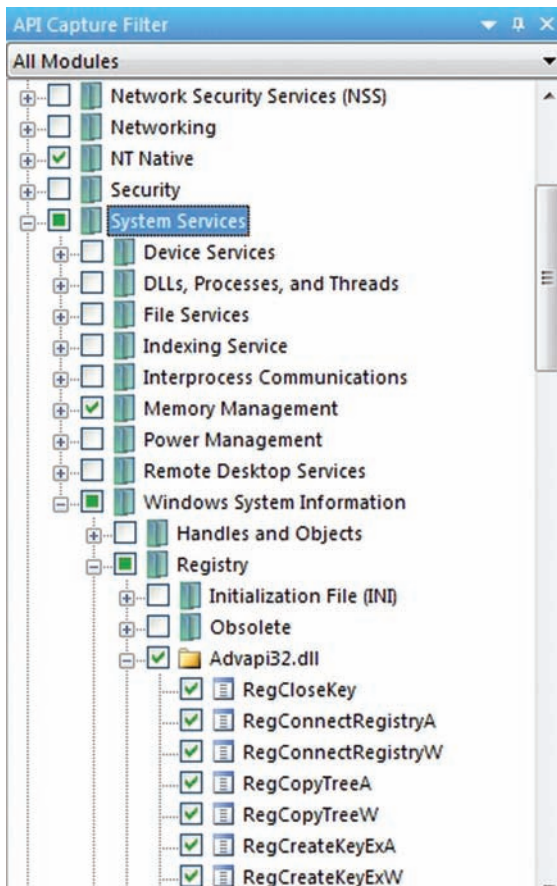 API Capture Filter
All Modules
Network Security Services (NSS)
Networking
NT Native
Security
System Services
Device Services
DLLs, Processes, and Threads
File Services
Indexing Service
Interprocess Communications
Memory Management
Power Management
Remote Desktop Services
Windows System Information
Handles and Objects
Registry
Initialization File (INI)
Obsolete
Advapi32.dll
RegCloseKey
RegConnectRegistryA
RegConnectRegistryW
RegCopyTreeA
RegCopyTreeW
RegCreateKeyExA
RegCreateKeyExW